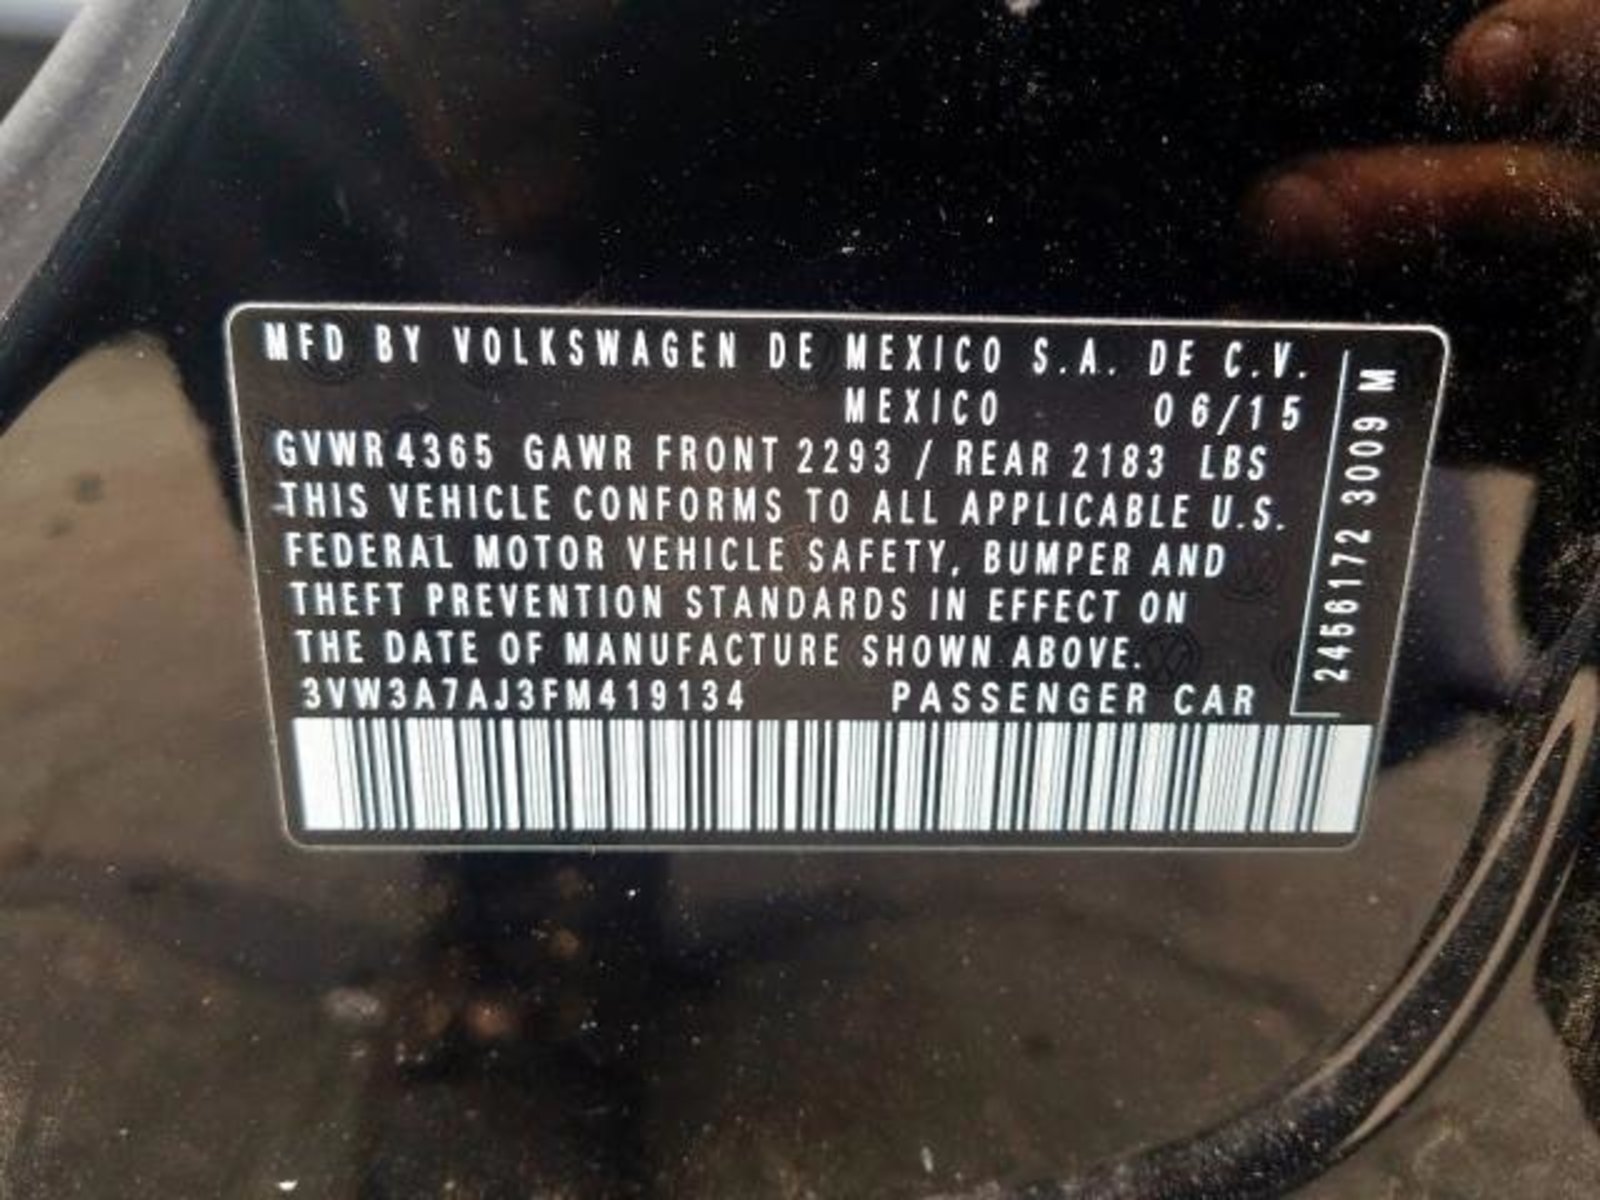 MFD BY VOLKSWAGEN DE MEXICO S.A. DE C.V.
MEXICO 06/15
GVWR 4365 GAWR FRONT 2293 / REAR 2183 LBS
THIS VEHICLE CONFORMS TO ALL APPLICABLE U.S.
FEDERAL MOTOR VEHICLE SAFETY, BUMPER AND
THEFT PREVENTION STANDARDS IN EFFECT ON
THE DATE OF MANUFACTURE SHOWN ABOVE.
3VW3A7AJ3FM419134 PASSENGER CAR
2456172 3009 M